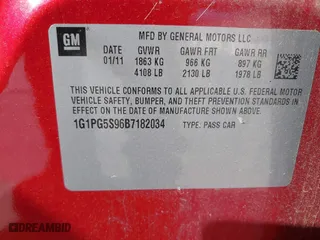 GM
MFD BY GENERAL MOTORS LLC
DATE GVWR GAWR FRT GAWR RR
01/11 1863 KG 966 KG 897 KG
4108 LB 2130 LB 1978 LB
THIS VEHICLE CONFORMS TO ALL APPLICABLE U.S. FEDERAL MOTOR
VEHICLE SAFETY, BUMPER, AND THEFT PREVENTION STANDARDS
IN EFFECT ON THE DATE OF MANUFACTURE SHOWN ABOVE.
1G1PG5S96B7182034 TYPE: PASS CAR
DREAMBID